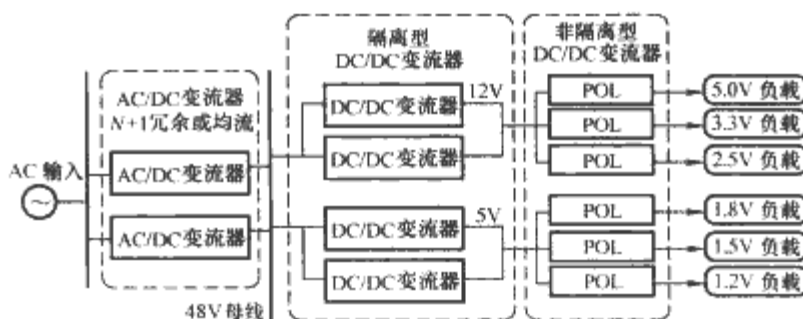 隔离型
DC/DC变流器
非隔离型
DC/DC变流器
AC/DC变流器
N+1冗余或均流
AC 输入
AC/DC变流器
AC/DC变流器
48V母线
DC/DC变流器
12V
DC/DC变流器
DC/DC变流器
5V
DC/DC变流器
POL
5.0V 负载
POL
3.3V 负载
POL
2.5V 负载
POL
1.8V 负载
POL
1.5V 负载
POL
1.2V 负载